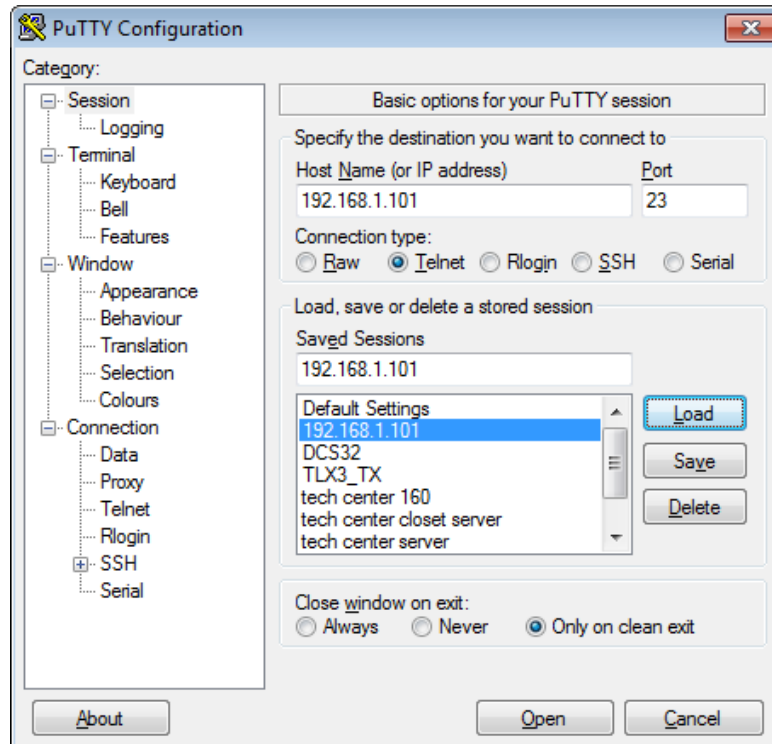 PuTTY Configuration
Category:
Session
Logging
Terminal
Keyboard
Bell
Features
Window
Appearance
Behaviour
Translation
Selection
Colours
Connection
Data
Proxy
Telnet
Rlogin
SSH
Serial
Basic options for your PuTTY session
Specify the destination you want to connect to
Host Name (or IP address) Port
192.168.1.101 23
Connection type:
Raw Telnet Rlogin SSH Serial
Load, save or delete a stored session
Saved Sessions
192.168.1.101
Default Settings
192.168.1.101
DCS32
TLX3_TX
tech center 160
tech center closet server
tech center server
Load
Save
Delete
Close window on exit:
Always Never Only on clean exit
About Open Cancel